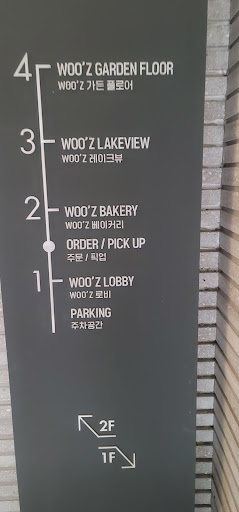 4 WOO'Z GARDEN FLOOR
WOO'Z 가든 플로어
3 WOO'Z LAKEVIEW
WOO'Z 레이크뷰
2 WOO'Z BAKERY
WOO'Z 베이커리
ORDER / PICK UP
주문 / 픽업
1 WOO'Z LOBBY
WOO'Z 로비
PARKING
주차공간
2F
1F